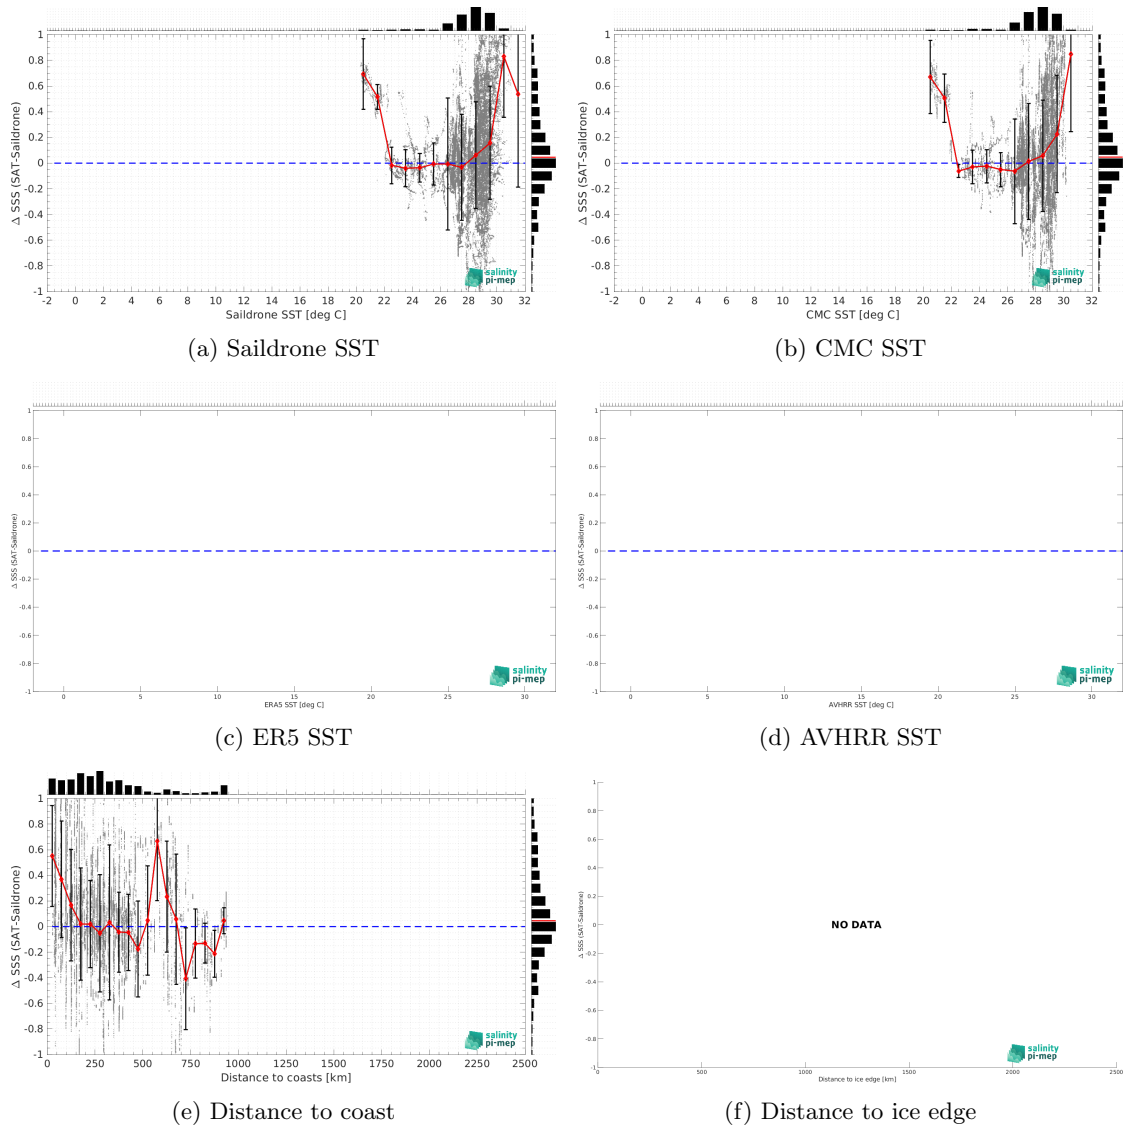 1
0.8
0.6
0.4
0.2
0
-0.2
-0.4
-0.6
-0.8
-1
Δ SSS (SAT-Saildrone)
-2 0 2 4 6 8 10 12 14 16 18 20 22 24 26 28 30 32
Saildrone SST [deg C]
salinity
pi-mep
(a) Saildrone SST
1
0.8
0.6
0.4
0.2
0
-0.2
-0.4
-0.6
-0.8
-1
Δ SSS (SAT-Saildrone)
-2 0 2 4 6 8 10 12 14 16 18 20 22 24 26 28 30 32
CMC SST [deg C]
salinity
pi-mep
(b) CMC SST
1
0.8
0.6
0.4
0.2
0
-0.2
-0.4
-0.6
-0.8
-1
Δ SSS (SAT-Saildrone)
0 5 10 15 20 25 30
ERA5 SST [deg C]
salinity
pi-mep
(c) ER5 SST
1
0.8
0.6
0.4
0.2
0
-0.2
-0.4
-0.6
-0.8
-1
Δ SSS (SAT-Saildrone)
0 5 10 15 20 25 30
AVHRR SST [deg C]
salinity
pi-mep
(d) AVHRR SST
1
0.8
0.6
0.4
0.2
0
-0.2
-0.4
-0.6
-0.8
-1
Δ SSS (SAT-Saildrone)
0 250 500 750 1000 1250 1500 1750 2000 2250 2500
Distance to coasts [km]
salinity
pi-mep
(e) Distance to coast
1
0.8
0.6
0.4
0.2
0
-0.2
-0.4
-0.6
-0.8
-1
Δ SSS (SAT-Saildrone)
NO DATA
0 500 1000 1500 2000 2500
Distance to ice edge [km]
salinity
pi-mep
(f) Distance to ice edge